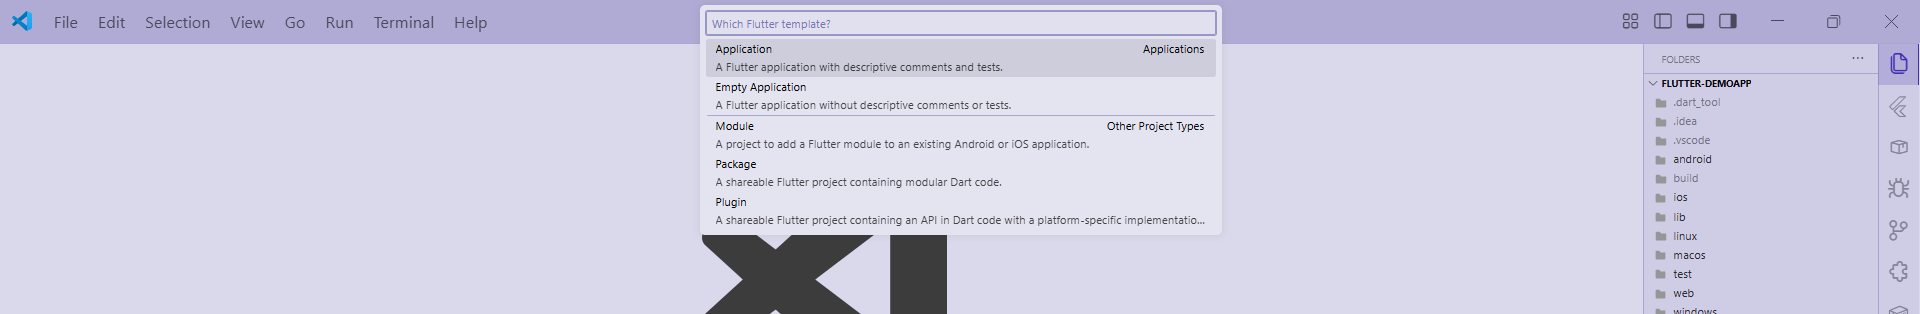 File Edit Selection View Go Run Terminal Help
Which Flutter template?
Application Applications
A Flutter application with descriptive comments and tests.
Empty Application
A Flutter application without descriptive comments or tests.
Module Other Project Types
A project to add a Flutter module to an existing Android or iOS application.
Package
A shareable Flutter project containing modular Dart code.
Plugin
A shareable Flutter project containing an API in Dart code with a platform-specific implementatio...
FOLDERS
FLUTTER-DEMOAPP
.dart_tool
.idea
.vscode
android
build
ios
lib
linux
macos
test
web
windows